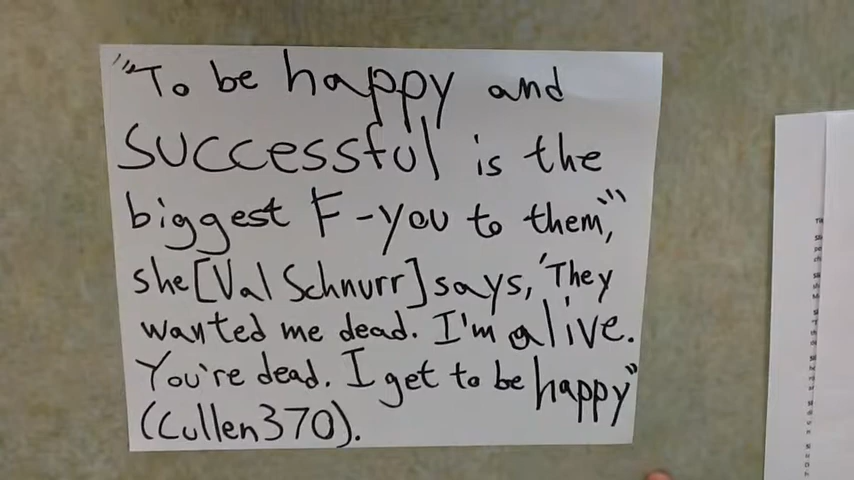 "'To be happy and
successful is the
biggest F-you to them,'"
she [Val Schnurr] says, 'They
wanted me dead. I'm alive.
You're dead. I get to be happy"
(Cullen 370).